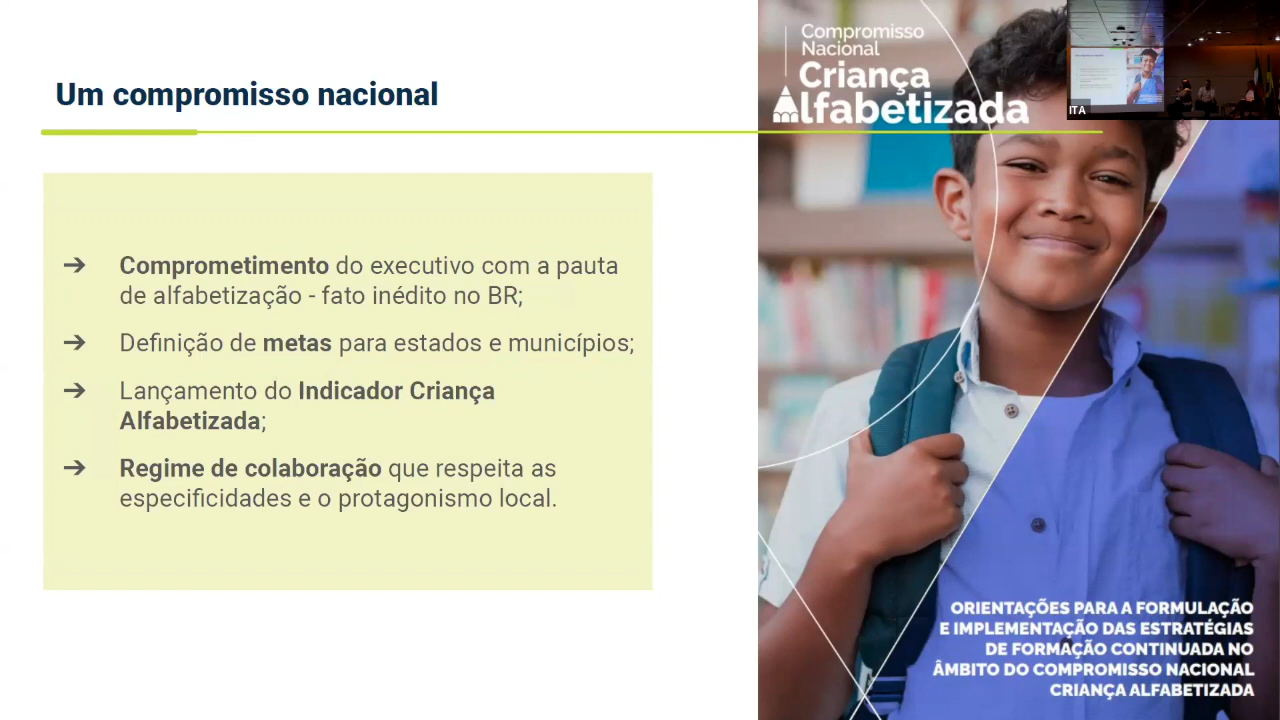 Um compromisso nacional
➔ Comprometimento do executivo com a pauta
de alfabetização - fato inédito no BR;
➔ Definição de metas para estados e municípios;
➔ Lançamento do Indicador Criança
Alfabetizada;
➔ Regime de colaboração que respeita as
especificidades e o protagonismo local.
Compromisso
Nacional
Criança
Alfabetizada
ITA
ORIENTAÇÕES PARA A FORMULAÇÃO
E IMPLEMENTAÇÃO DAS ESTRATÉGIAS
DE FORMAÇÃO CONTINUADA NO
ÂMBITO DO COMPROMISSO NACIONAL
CRIANÇA ALFABETIZADA